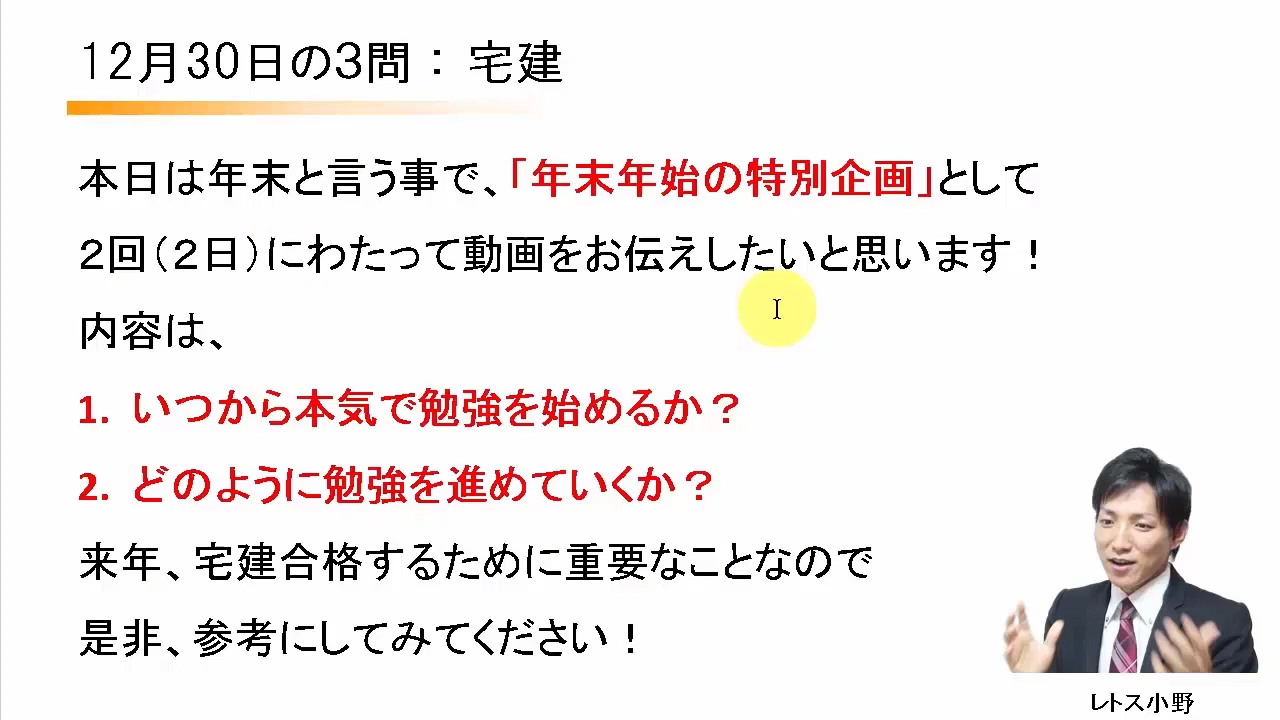 12月30日の３問： 宅建
本日は年末と言う事で、「年末年始の特別企画」として
２回（２日）にわたって動画をお伝えしたいと思います！
内容は、
1. いつから本気で勉強を始めるか？
2. どのように勉強を進めていくか？
来年、宅建合格するために重要なことなので
是非、参考にしてみてください！
レトス小野